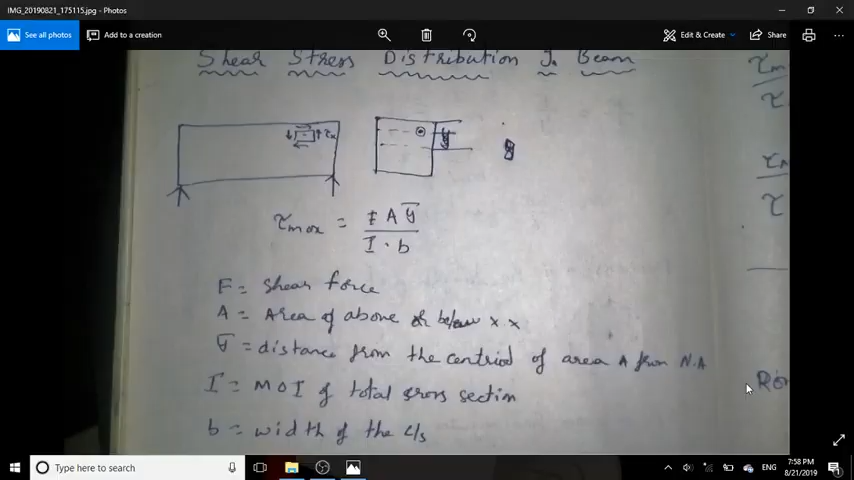 IMG_20190821_175115.jpg - Photos
See all photos
Add to a creation
Edit & Create
Share
Shear Stress Distribution In Beam
τmax = F A ȳ
I · b
F = Shear force
A = Area of above or below x x
ȳ = distance from the centriod of area A from N.A
I = MOI of total cross section
b = width of the c/s
Type here to search
ENG
7:58 PM
8/21/2019